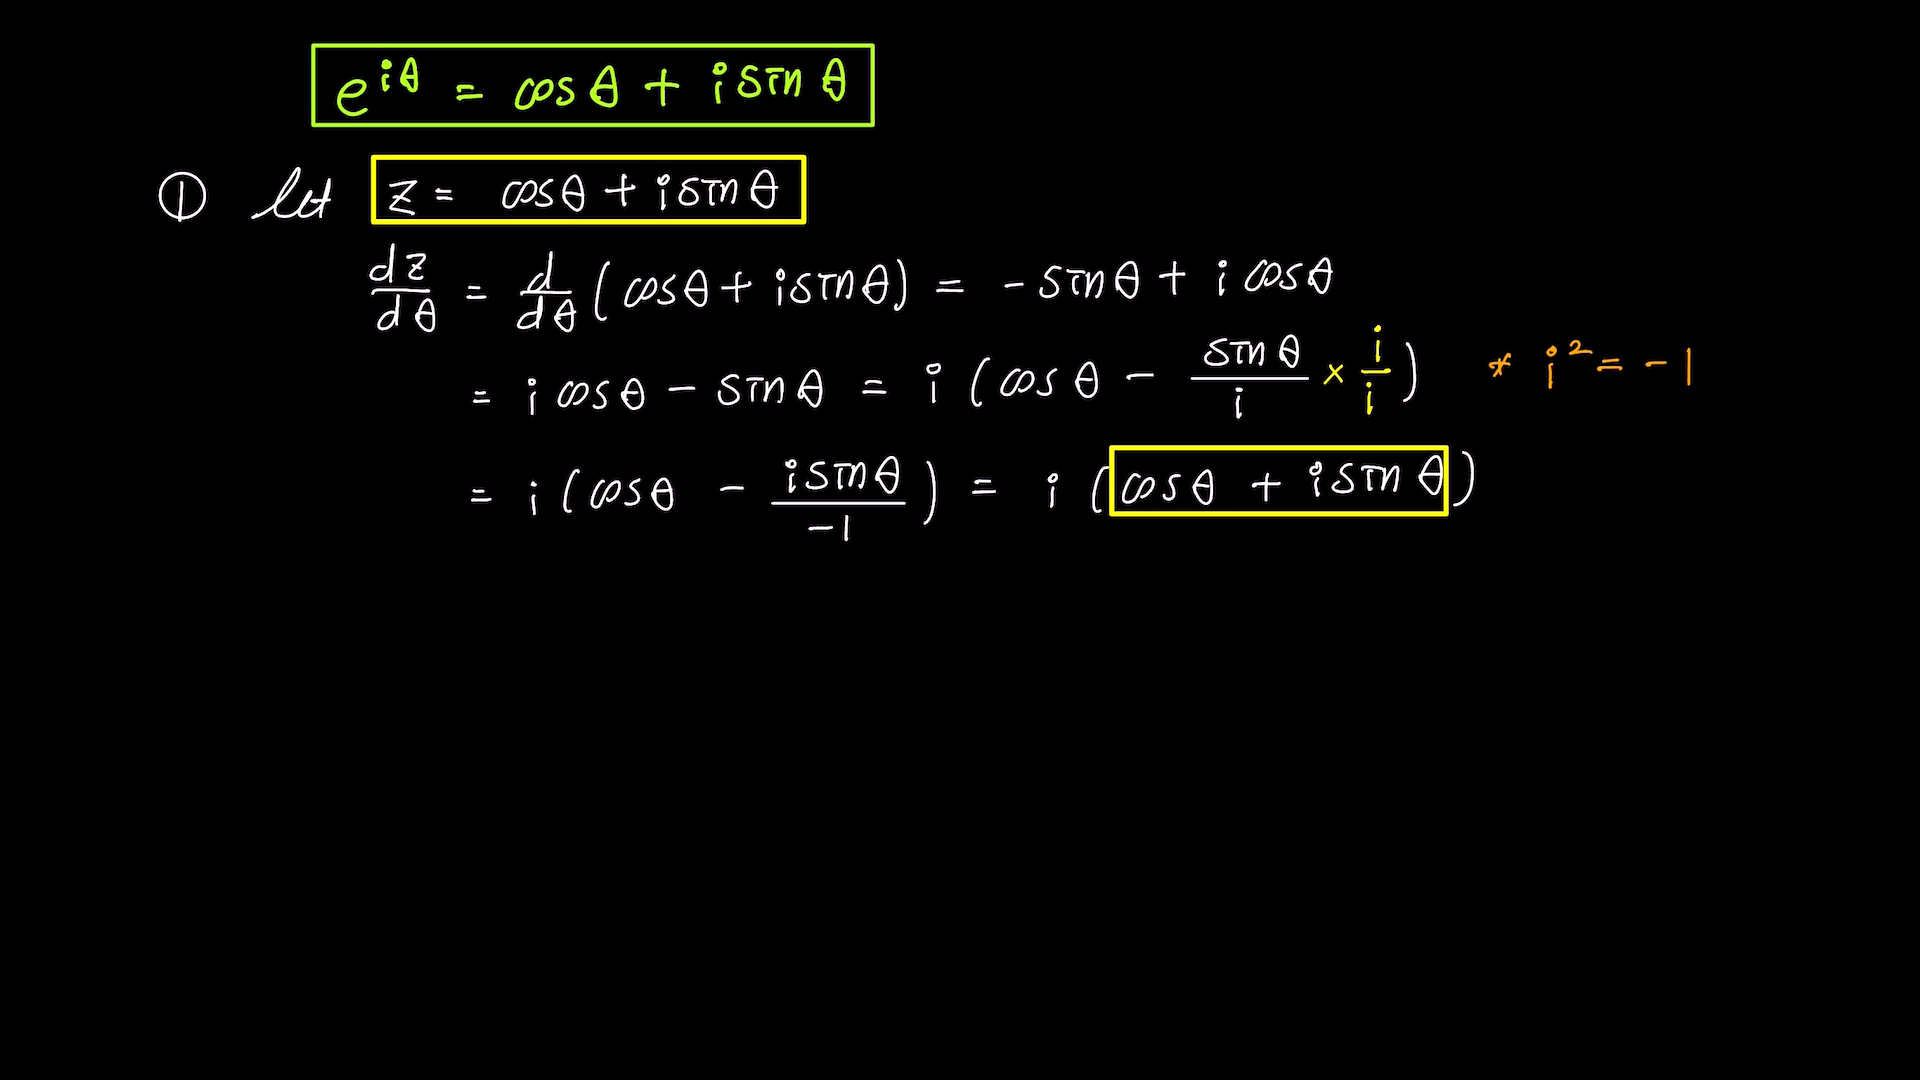 e^{iθ} = cosθ + i sin θ
① let z = cosθ + i sinθ
dz/dθ = d/dθ (cosθ + i sinθ) = - sinθ + i cosθ
= i cosθ - sinθ = i (cosθ - sinθ/i × i/i) * i² = -1
= i (cosθ - i sinθ/-1) = i (cosθ + i sinθ)